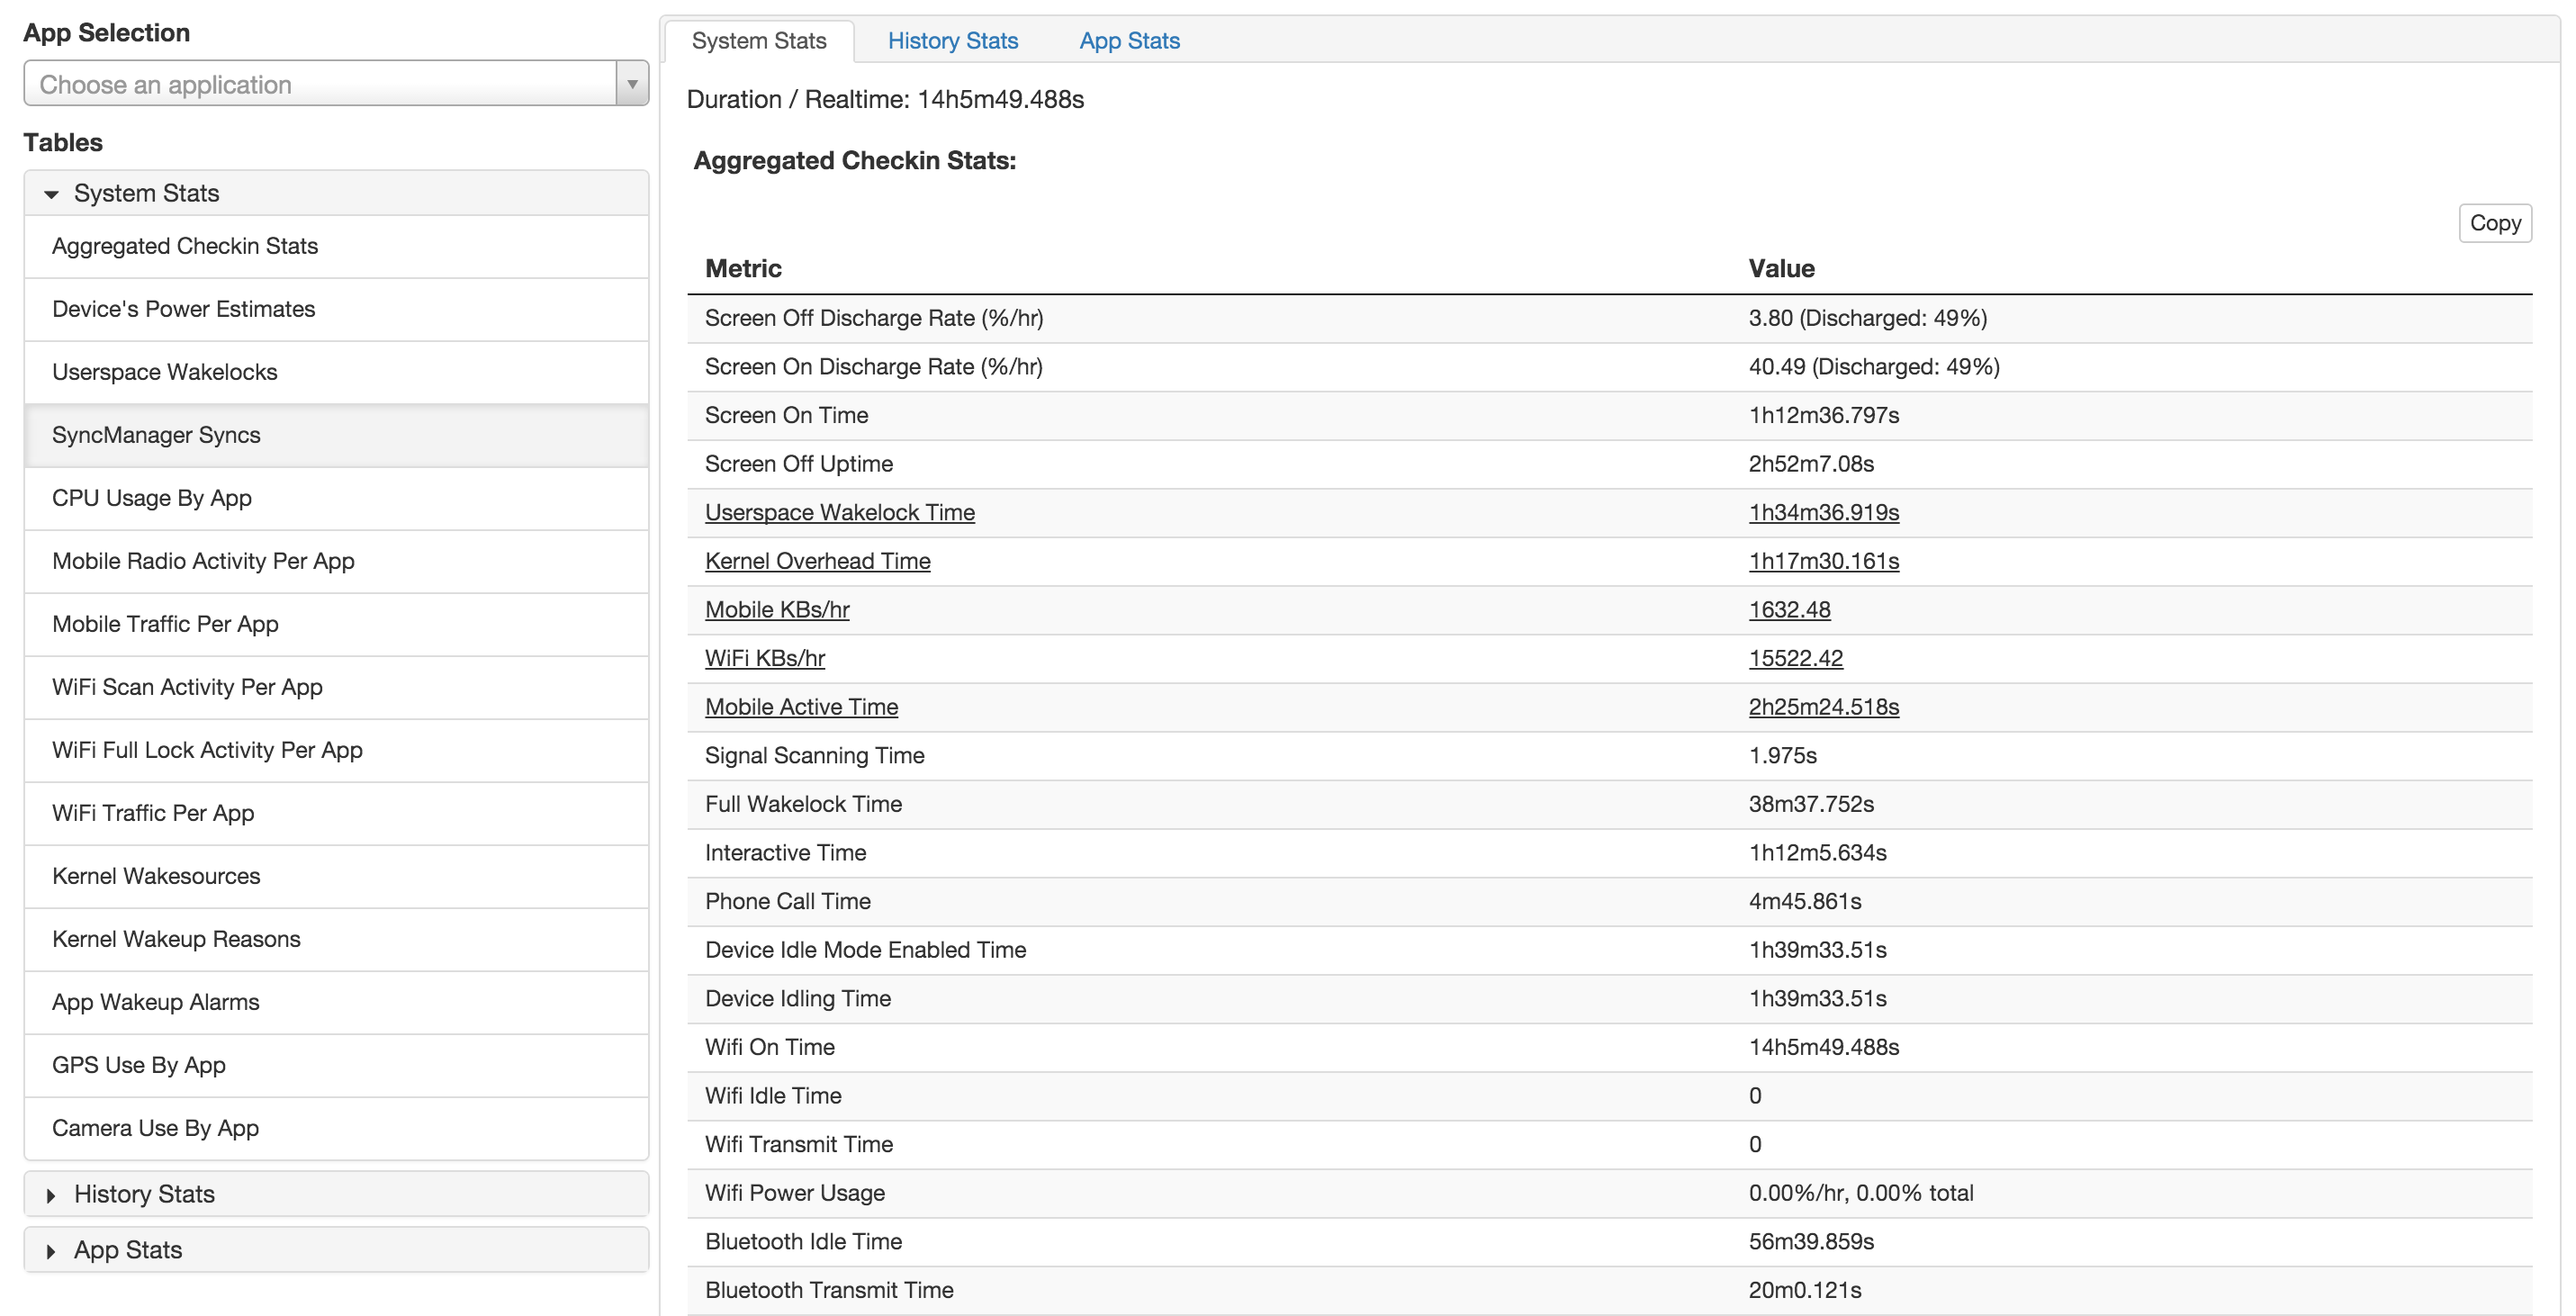 App Selection
Choose an application
Tables
System Stats
Aggregated Checkin Stats
Device's Power Estimates
Userspace Wakelocks
SyncManager Syncs
CPU Usage By App
Mobile Radio Activity Per App
Mobile Traffic Per App
WiFi Scan Activity Per App
WiFi Full Lock Activity Per App
WiFi Traffic Per App
Kernel Wakesources
Kernel Wakeup Reasons
App Wakeup Alarms
GPS Use By App
Camera Use By App
History Stats
App Stats
System Stats History Stats App Stats
Duration / Realtime: 14h5m49.488s
Aggregated Checkin Stats:
Copy
Metric Value
Screen Off Discharge Rate (%/hr) 3.80 (Discharged: 49%)
Screen On Discharge Rate (%/hr) 40.49 (Discharged: 49%)
Screen On Time 1h12m36.797s
Screen Off Uptime 2h52m7.08s
Userspace Wakelock Time 1h34m36.919s
Kernel Overhead Time 1h17m30.161s
Mobile KBs/hr 1632.48
WiFi KBs/hr 15522.42
Mobile Active Time 2h25m24.518s
Signal Scanning Time 1.975s
Full Wakelock Time 38m37.752s
Interactive Time 1h12m5.634s
Phone Call Time 4m45.861s
Device Idle Mode Enabled Time 1h39m33.51s
Device Idling Time 1h39m33.51s
Wifi On Time 14h5m49.488s
Wifi Idle Time 0
Wifi Transmit Time 0
Wifi Power Usage 0.00%/hr, 0.00% total
Bluetooth Idle Time 56m39.859s
Bluetooth Transmit Time 20m0.121s